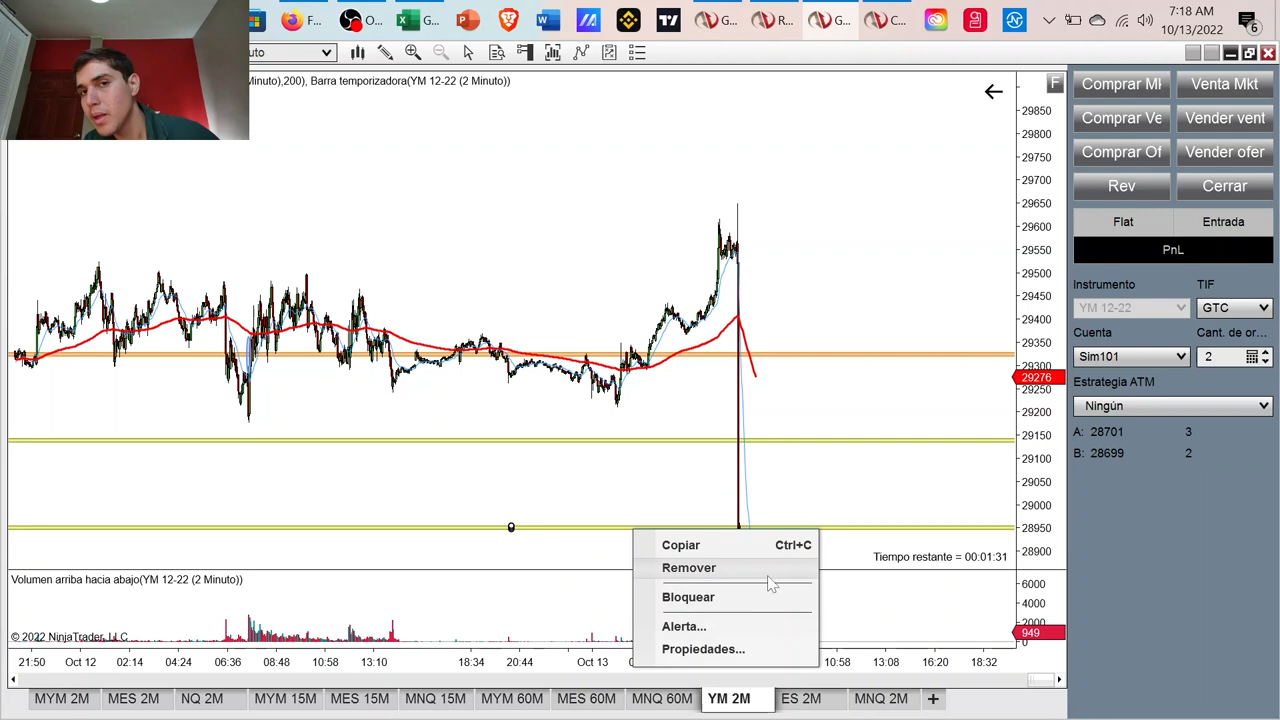 F...
O...
G...
G...
R...
G...
C...
7:18 AM
10/13/2022
6
uto
Minuto),200), Barra temporizadora(YM 12-22 (2 Minuto))
F
29850
29800
29750
29700
29650
29600
29550
29500
29450
29400
29350
29300
29276
29250
29200
29150
29100
29050
29000
28950
28900
Tiempo restante = 00:01:31
Copiar Ctrl+C
Remover
Bloquear
Alerta...
Propiedades...
Volumen arriba hacia abajo(YM 12-22 (2 Minuto))
6000
4000
949
0
© 2022 NinjaTrader, LLC
21:50 Oct 12 02:14 04:24 06:36 08:48 10:58 13:10 18:34 20:44 Oct 13 10:58 13:08 16:20 18:32
MYM 2M MES 2M NQ 2M MYM 15M MES 15M MNQ 15M MYM 60M MES 60M MNQ 60M YM 2M ES 2M MNQ 2M
Comprar Mk Venta Mkt
Comprar Ve Vender vent
Comprar Of Vender ofer
Rev Cerrar
Flat Entrada
PnL
Instrumento TIF
YM 12-22 GTC
Cuenta Cant. de or...
Sim101 2
Estrategia ATM
Ningún
A: 28701 3
B: 28699 2